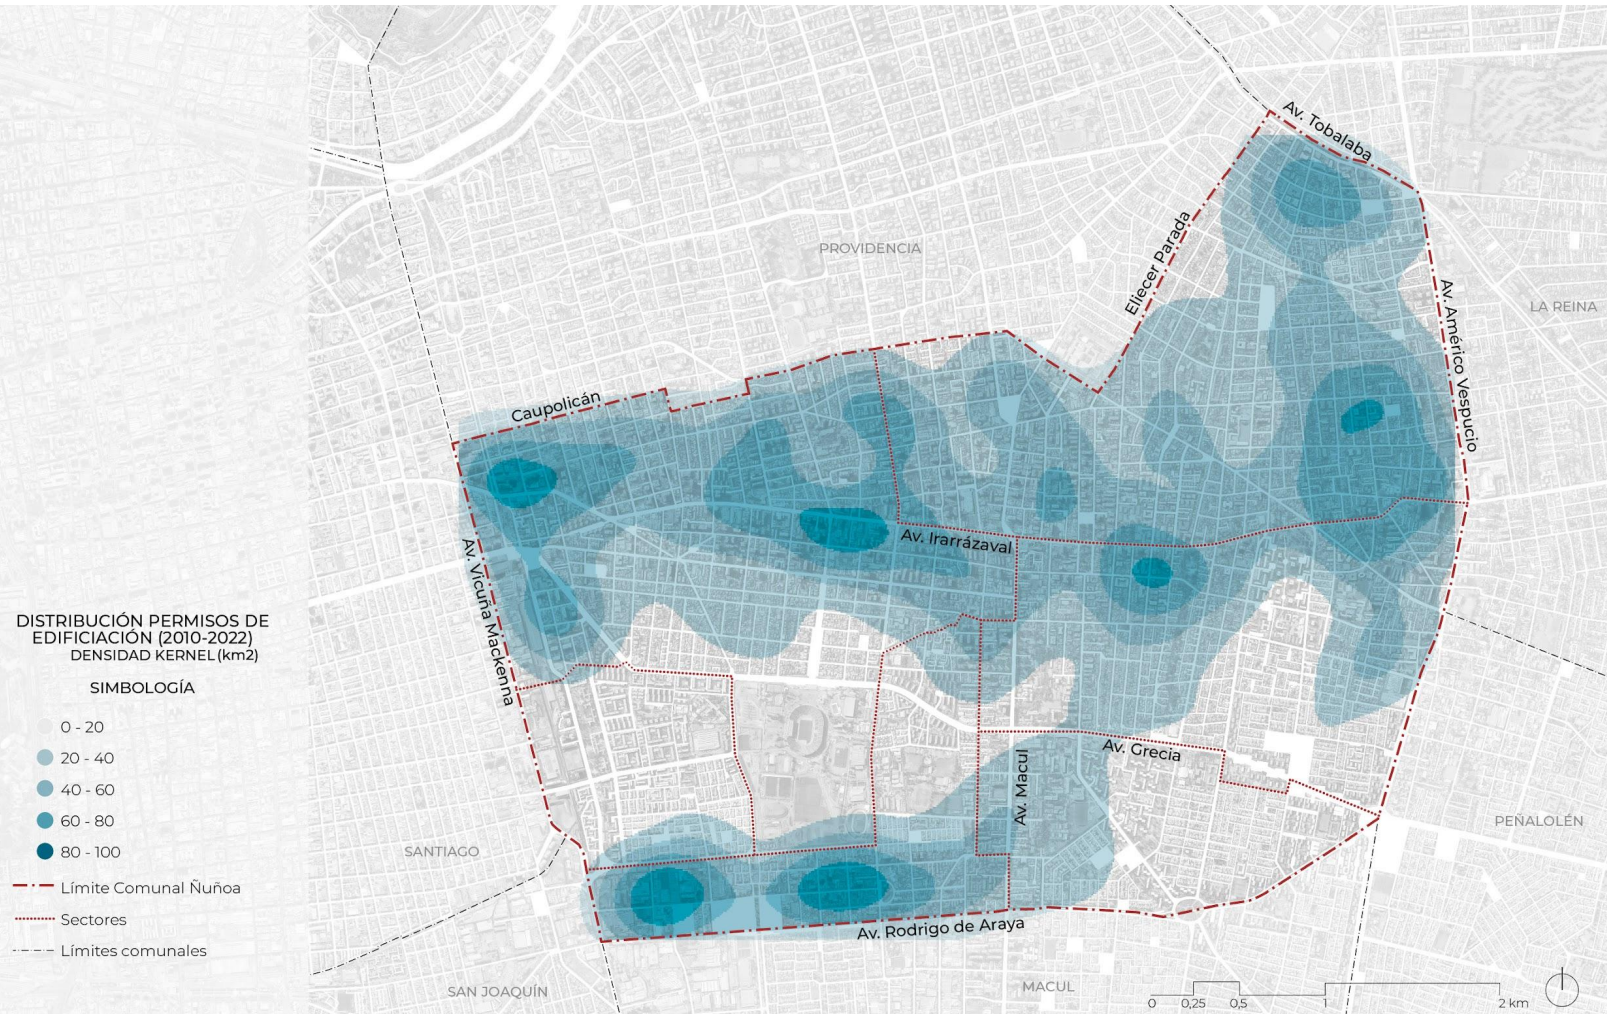 Av. Tobalaba
PROVIDENCIA
Eliecer Parada
Av. Américo Vespucio
LA REINA
Caupolicán
Av. Irarrázaval
Av. Vicuña Mackenna
DISTRIBUCIÓN PERMISOS DE
EDIFICIACIÓN (2010-2022)
DENSIDAD KERNEL (km2)
SIMBOLOGÍA
0 - 20
20 - 40
40 - 60
60 - 80
80 - 100
Límite Comunal Ñuñoa
Sectores
Límites comunales
Av. Grecia
Av. Macul
PEÑALOLÉN
SANTIAGO
Av. Rodrigo de Araya
SAN JOAQUÍN
MACUL
0 0,25 0,5 1 2 km